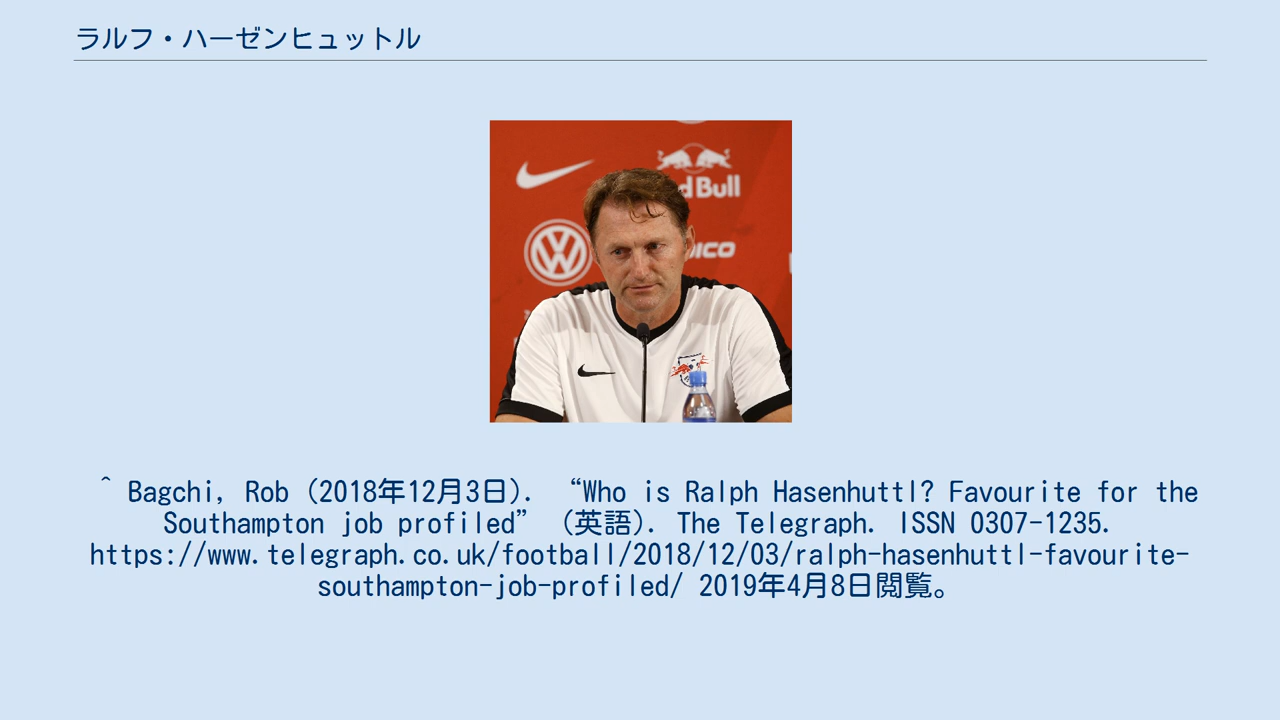 ラルフ・ハーゼンヒュットル
Red Bull
^ Bagchi, Rob (2018年12月3日). “Who is Ralph Hasenhuttl? Favourite for the
Southampton job profiled” (英語). The Telegraph. ISSN 0307-1235.
https://www.telegraph.co.uk/football/2018/12/03/ralph-hasenhuttl-favourite-
southampton-job-profiled/ 2019年4月8日閲覧。